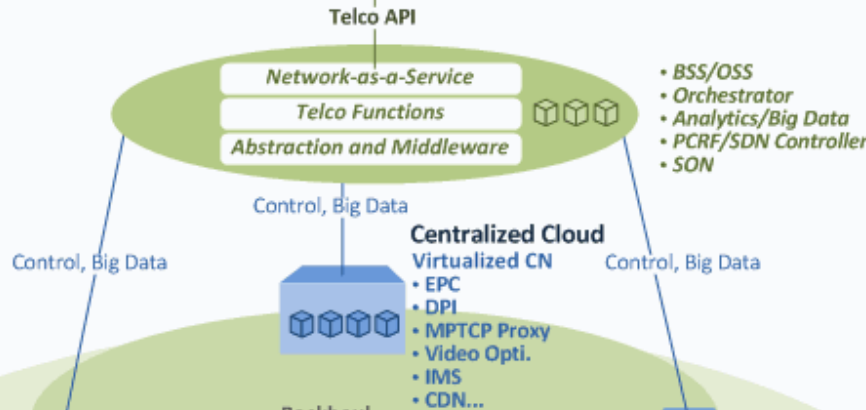 Telco API
Network-as-a-Service
Telco Functions
Abstraction and Middleware
• BSS/OSS
• Orchestrator
• Analytics/Big Data
• PCRF/SDN Controller
• SON
Control, Big Data
Control, Big Data
Control, Big Data
Centralized Cloud
Virtualized CN
• EPC
• DPI
• MPTCP Proxy
• Video Opti.
• IMS
• CDN...